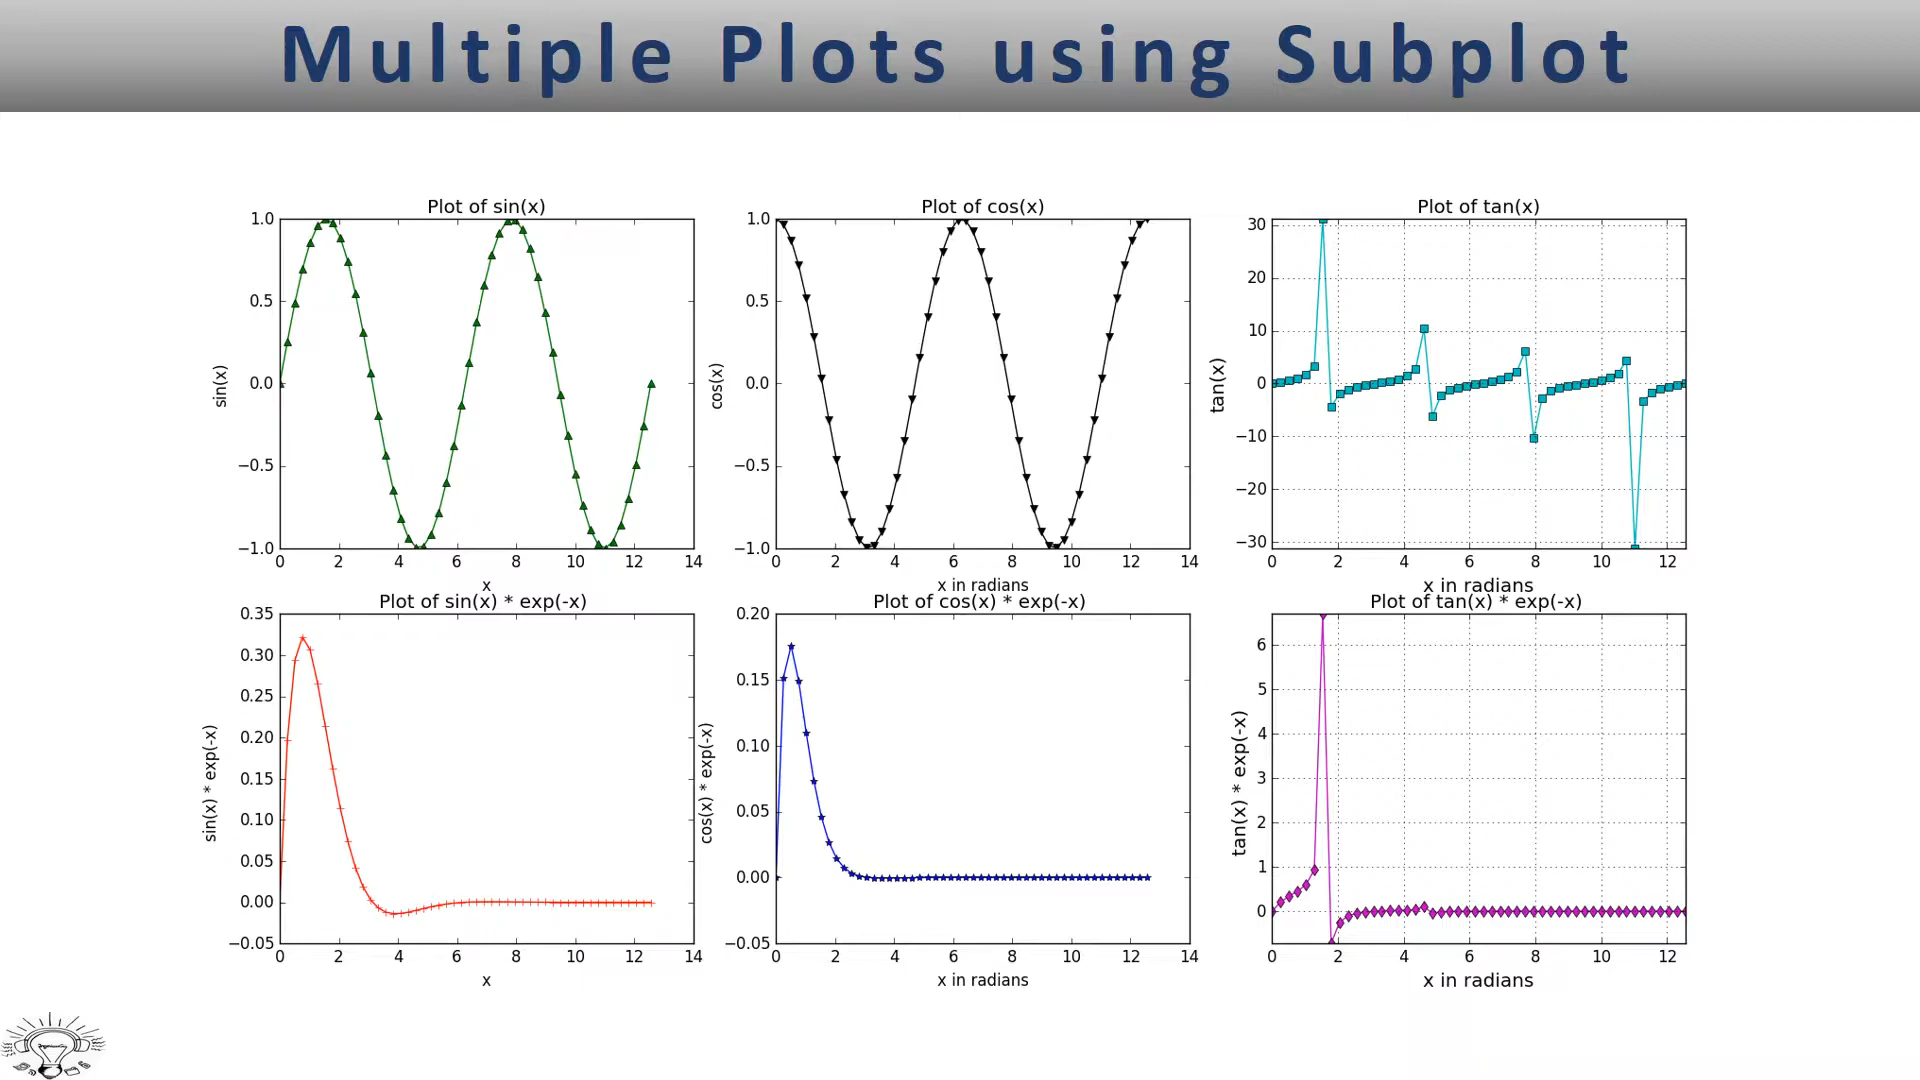 Multiple Plots using Subplot
Plot of sin(x)
1.0
0.5
0.0
−0.5
−1.0
sin(x)
0 2 4 6 8 10 12 14
x
Plot of cos(x)
1.0
0.5
0.0
−0.5
−1.0
cos(x)
0 2 4 6 8 10 12 14
x in radians
Plot of tan(x)
30
20
10
0
−10
−20
−30
tan(x)
0 2 4 6 8 10 12
x in radians
Plot of sin(x) * exp(-x)
0.35
0.30
0.25
0.20
0.15
0.10
0.05
0.00
−0.05
sin(x) * exp(-x)
0 2 4 6 8 10 12 14
x
Plot of cos(x) * exp(-x)
0.20
0.15
0.10
0.05
0.00
−0.05
cos(x) * exp(-x)
0 2 4 6 8 10 12 14
x in radians
Plot of tan(x) * exp(-x)
6
5
4
3
2
1
0
tan(x) * exp(-x)
0 2 4 6 8 10 12
x in radians